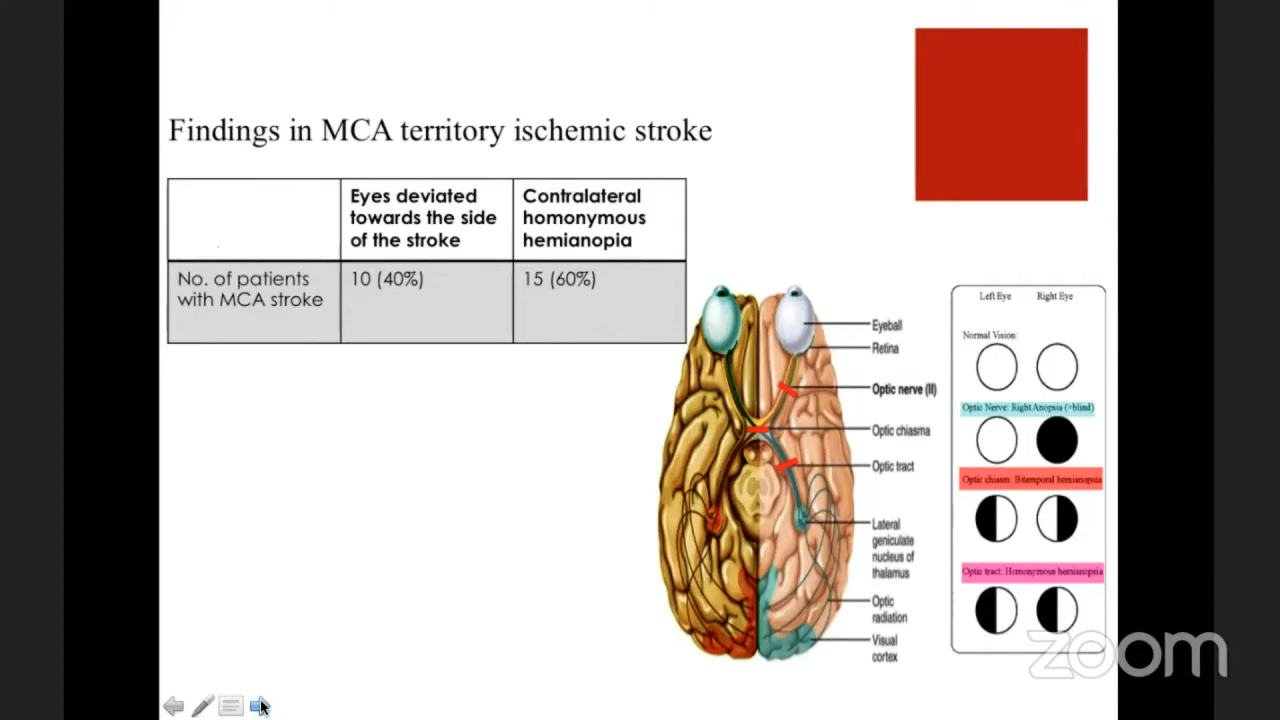 Findings in MCA territory ischemic stroke
Eyes deviated
towards the side
of the stroke
Contralateral
homonymous
hemianopia
No. of patients
with MCA stroke
10 (40%)
15 (60%)
Eyeball
Retina
Optic nerve (II)
Optic chiasma
Optic tract
Lateral
geniculate
nucleus of
thalamus
Optic
radiation
Visual
cortex
Left Eye Right Eye
Normal Vision:
Optic Nerve: Right Anopsia (=blind)
Optic chiasm: Bitemporal hemianopsia
Optic tract: Homonymous hemianopsia
zoom